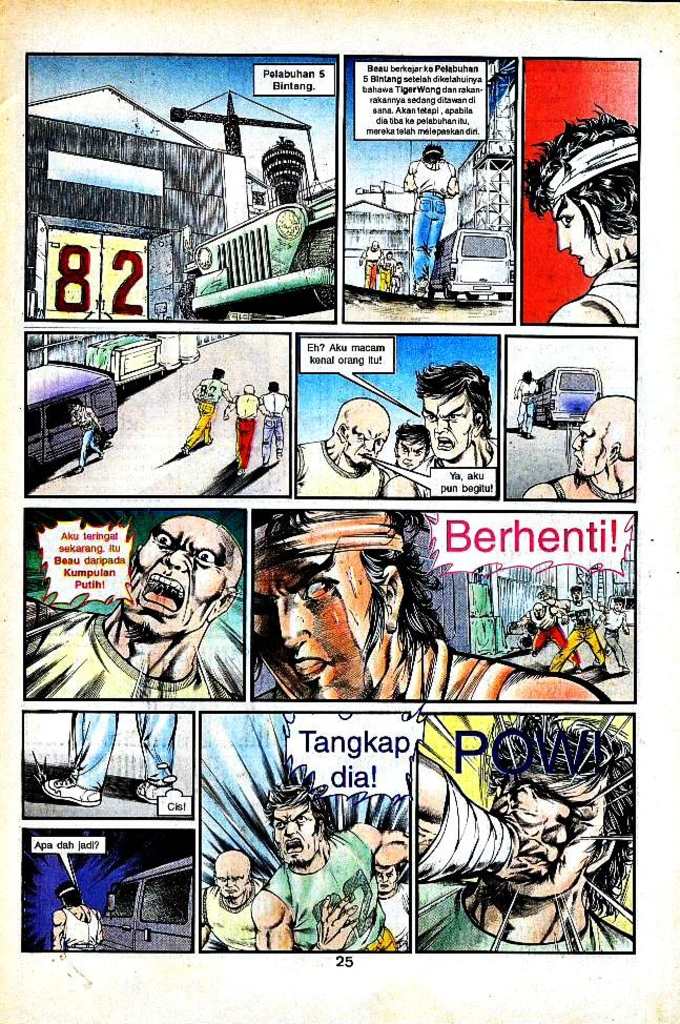 Pelabuhan 5
Bintang.
Beau berkejar ke Pelabuhan
5 Bintang setelah diketahuinya
bahawa TigerWong dan rakan-
rakannya sedang ditawan di
sana. Akan tetapi, apabila
dia tiba ke pelabuhan itu,
mereka telah melepaskan diri.
82
Eh? Aku macam
kenal orang itu!
Ya, aku
pun begitu!
Aku teringat
sekarang. Itu
Beau daripada
Kumpulan
Putih!
Berhenti!
Cis!
Apa dah jadi?
Tangkap
dia!
POW!
25